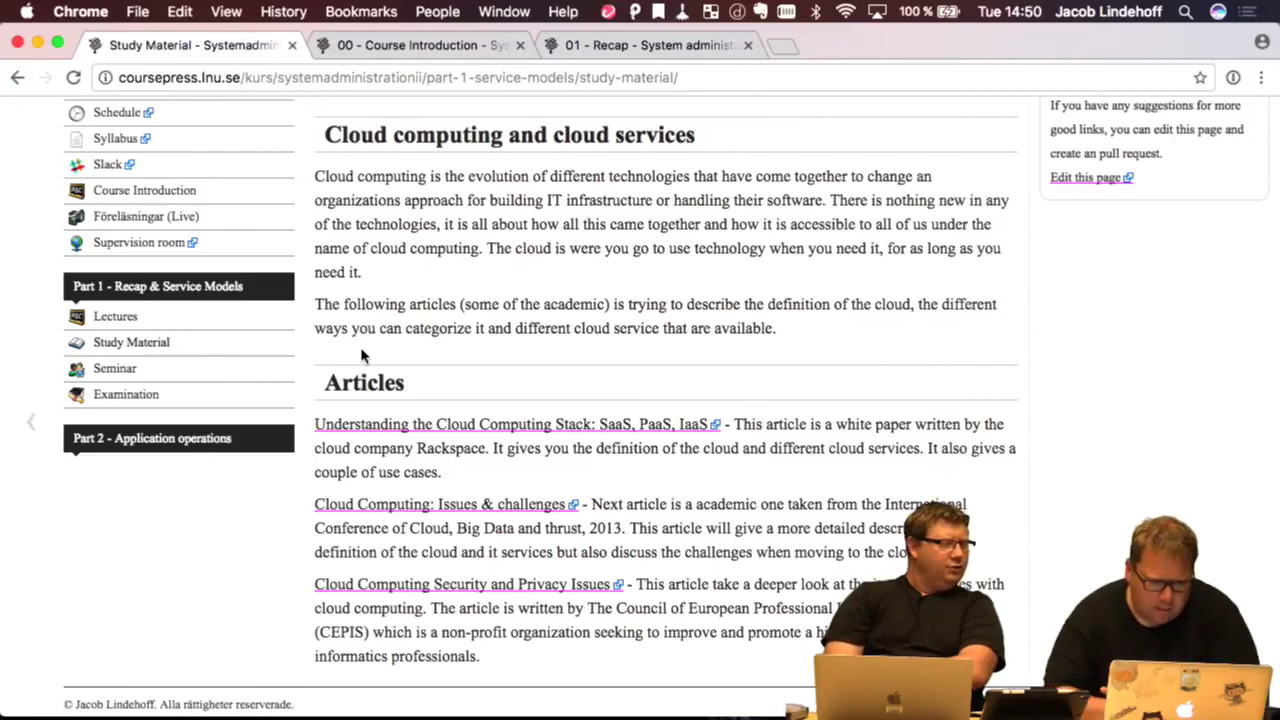 Chrome File Edit View History Bookmarks People Window Help 100 % Tue 14:50 Jacob Lindehoff
Study Material - Systemadmin
00 - Course Introduction - Sy
01 - Recap - System administ
coursepress.lnu.se/kurs/systemadministrationii/part-1-service-models/study-material/
Schedule
Syllabus
Slack
Course Introduction
Föreläsningar (Live)
Supervision room
Part 1 - Recap & Service Models
Lectures
Study Material
Seminar
Examination
Part 2 - Application operations
Cloud computing and cloud services
Cloud computing is the evolution of different technologies that have come together to change an
organizations approach for building IT infrastructure or handling their software. There is nothing new in any
of the technologies, it is all about how all this came together and how it is accessible to all of us under the
name of cloud computing. The cloud is were you go to use technology when you need it, for as long as you
need it.
The following articles (some of the academic) is trying to describe the definition of the cloud, the different
ways you can categorize it and different cloud service that are available.
Articles
Understanding the Cloud Computing Stack: SaaS, PaaS, IaaS - This article is a white paper written by the
cloud company Rackspace. It gives you the definition of the cloud and different cloud services. It also gives a
couple of use cases.
Cloud Computing: Issues & challenges - Next article is a academic one taken from the International
Conference of Cloud, Big Data and thrust, 2013. This article will give a more detailed
definition of the cloud and it services but also discuss the challenges when moving to the
Cloud Computing Security and Privacy Issues - This article take a deeper look at with
cloud computing. The article is written by The Council of European Professional
(CEPIS) which is a non-profit organization seeking to improve and promote a
informatics professionals.
If you have any suggestions for more
good links, you can edit this page and
create an pull request.
Edit this page
© Jacob Lindehoff. Alla rättigheter reserverade.